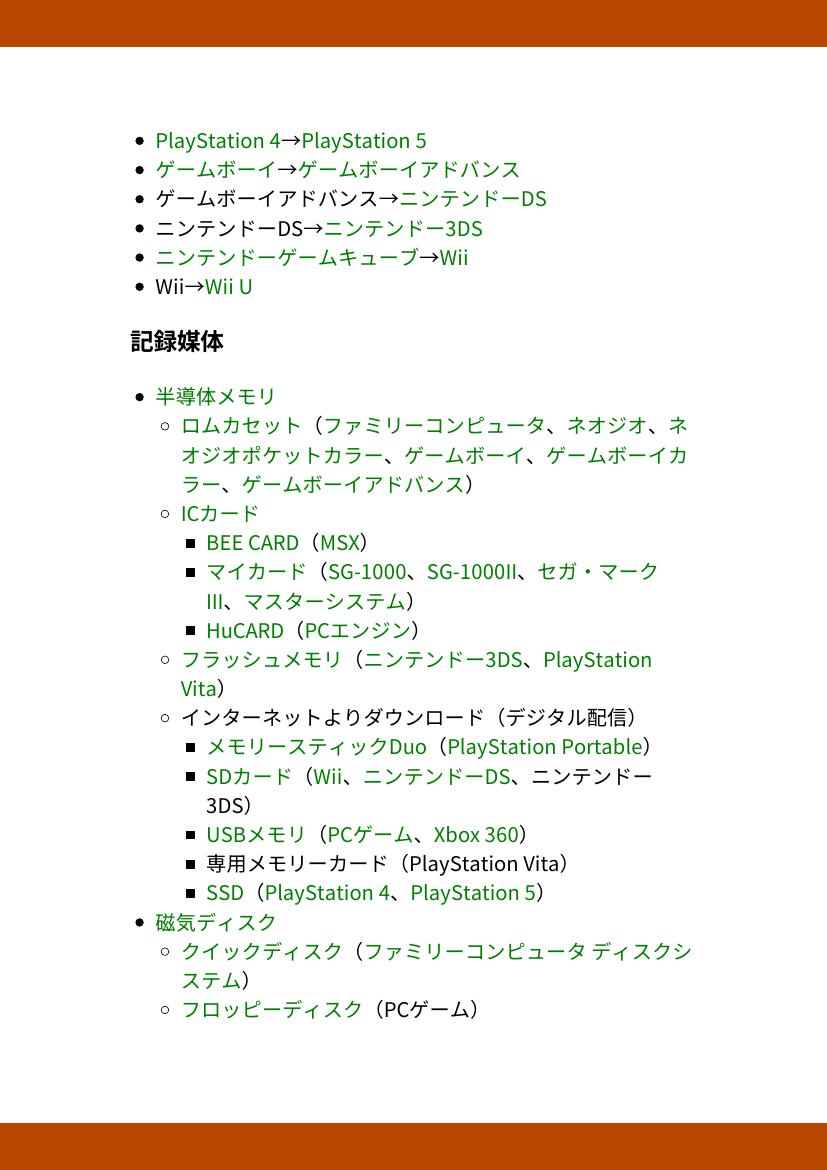 • PlayStation 4→PlayStation 5
• ゲームボーイ→ゲームボーイアドバンス
• ゲームボーイアドバンス→ニンテンドーDS
• ニンテンドーDS→ニンテンドー3DS
• ニンテンドーゲームキューブ→Wii
• Wii→Wii U
記録媒体
• 半導体メモリ
◦ ロムカセット（ファミリーコンピュータ、ネオジオ、ネ
オジオポケットカラー、ゲームボーイ、ゲームボーイカ
ラー、ゲームボーイアドバンス）
◦ ICカード
▪ BEE CARD（MSX）
▪ マイカード（SG-1000、SG-1000II、セガ・マーク
III、マスターシステム）
▪ HuCARD（PCエンジン）
◦ フラッシュメモリ（ニンテンドー3DS、PlayStation
Vita）
◦ インターネットよりダウンロード（デジタル配信）
▪ メモリースティックDuo（PlayStation Portable）
▪ SDカード（Wii、ニンテンドーDS、ニンテンドー
3DS）
▪ USBメモリ（PCゲーム、Xbox 360）
▪ 専用メモリーカード（PlayStation Vita）
▪ SSD（PlayStation 4、PlayStation 5）
• 磁気ディスク
◦ クイックディスク（ファミリーコンピュータ ディスクシ
ステム）
◦ フロッピーディスク（PCゲーム）